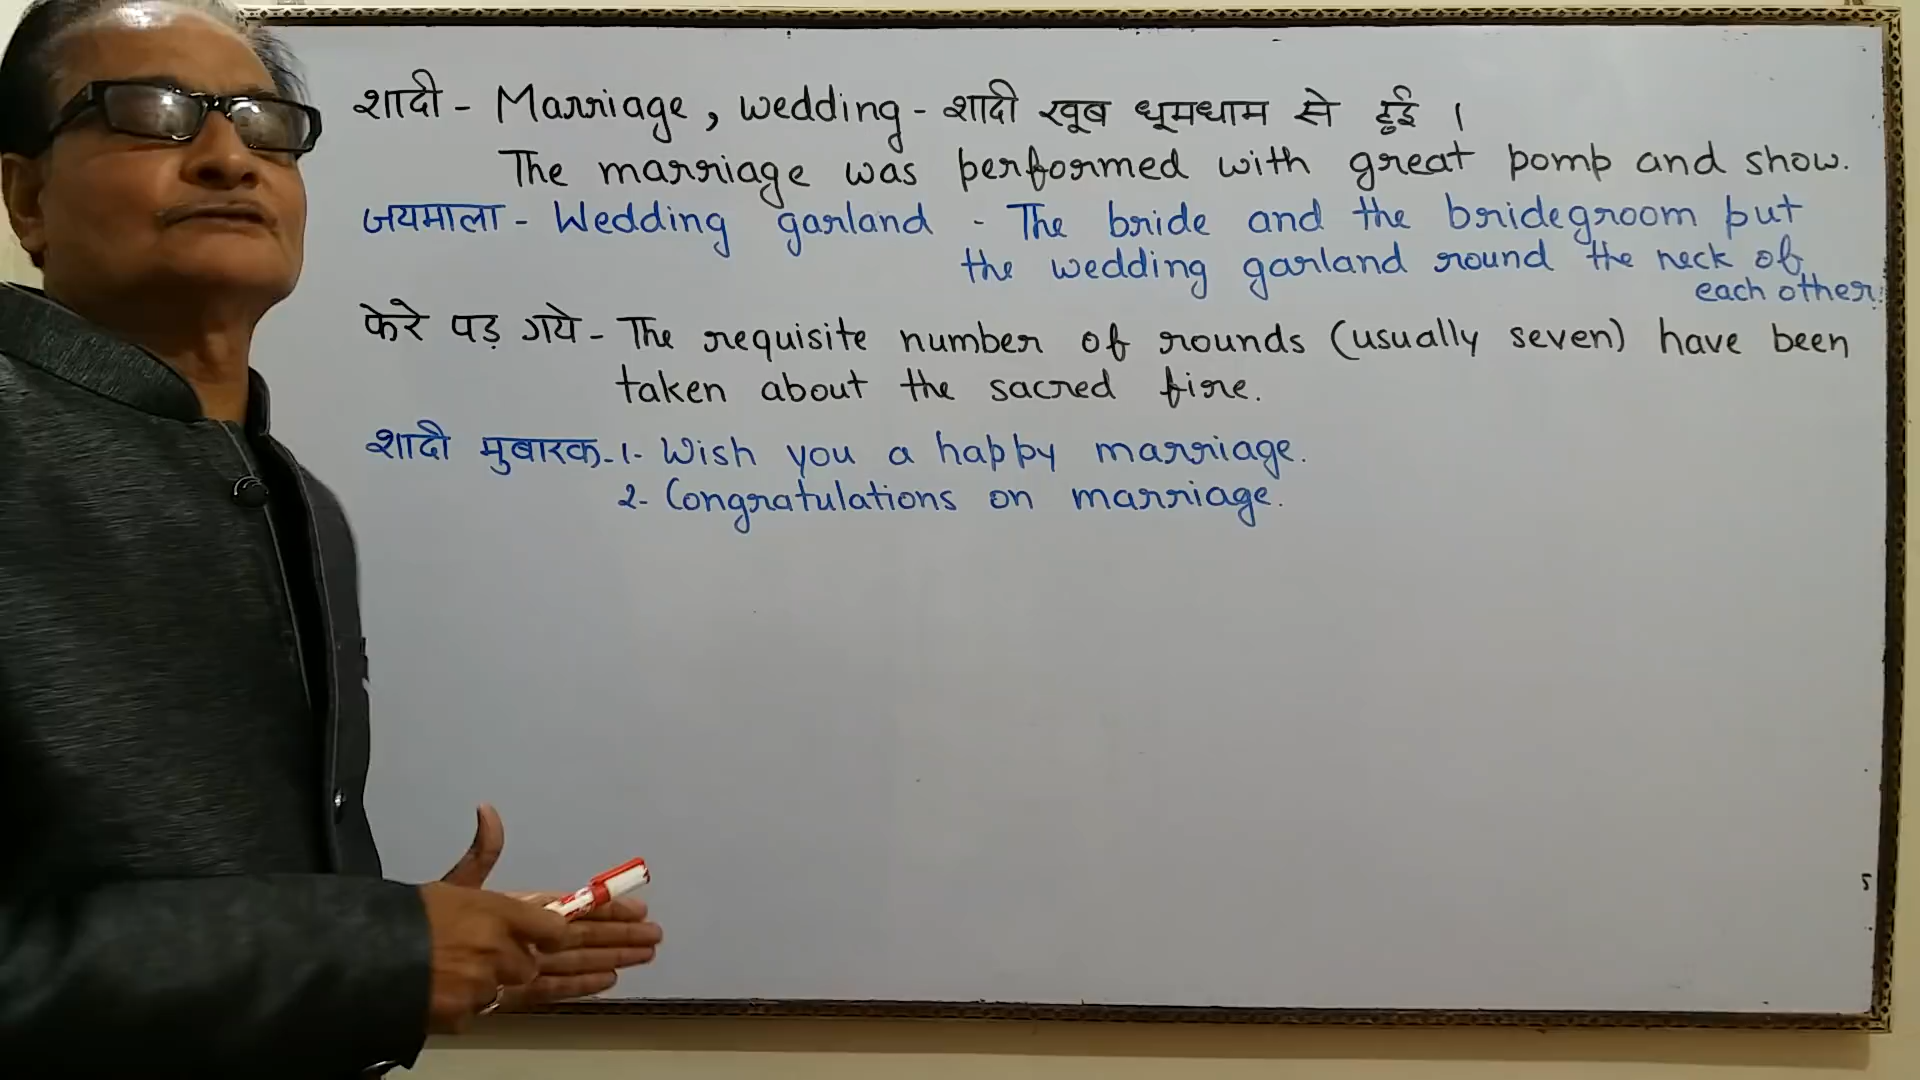 शादी - Marriage, wedding - शादी खूब धूमधाम से हुई ।
The marriage was performed with great pomp and show.
जयमाला - Wedding garland - The bride and the bridegroom put
the wedding garland round the neck of
each other.
फेरे पड़ गये - The requisite number of rounds (usually seven) have been
taken about the sacred fire.
शादी मुबारक - 1- Wish you a happy marriage.
2- Congratulations on marriage.
5